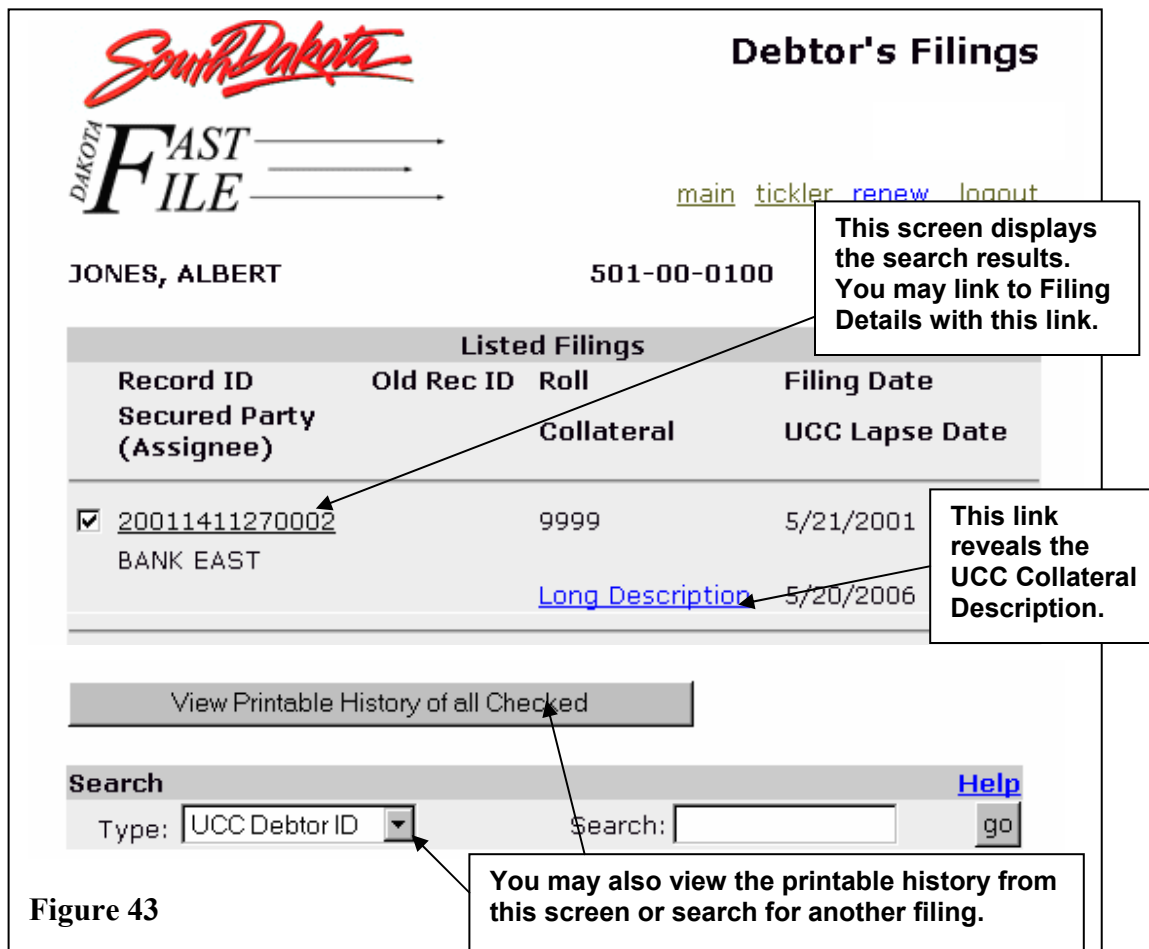 South Dakota
Debtor's Filings
DAKOTA FAST FILE
main tickler renew logout
This screen displays
the search results.
You may link to Filing
Details with this link.
JONES, ALBERT 501-00-0100
Listed Filings
Record ID Old Rec ID Roll Filing Date
Secured Party
(Assignee) Collateral UCC Lapse Date
20011411270002 9999 5/21/2001
BANK EAST
Long Description 5/20/2006
This link
reveals the
UCC Collateral
Description.
View Printable History of all Checked
Search Help
Type: UCC Debtor ID Search: go
You may also view the printable history from
this screen or search for another filing.
Figure 43